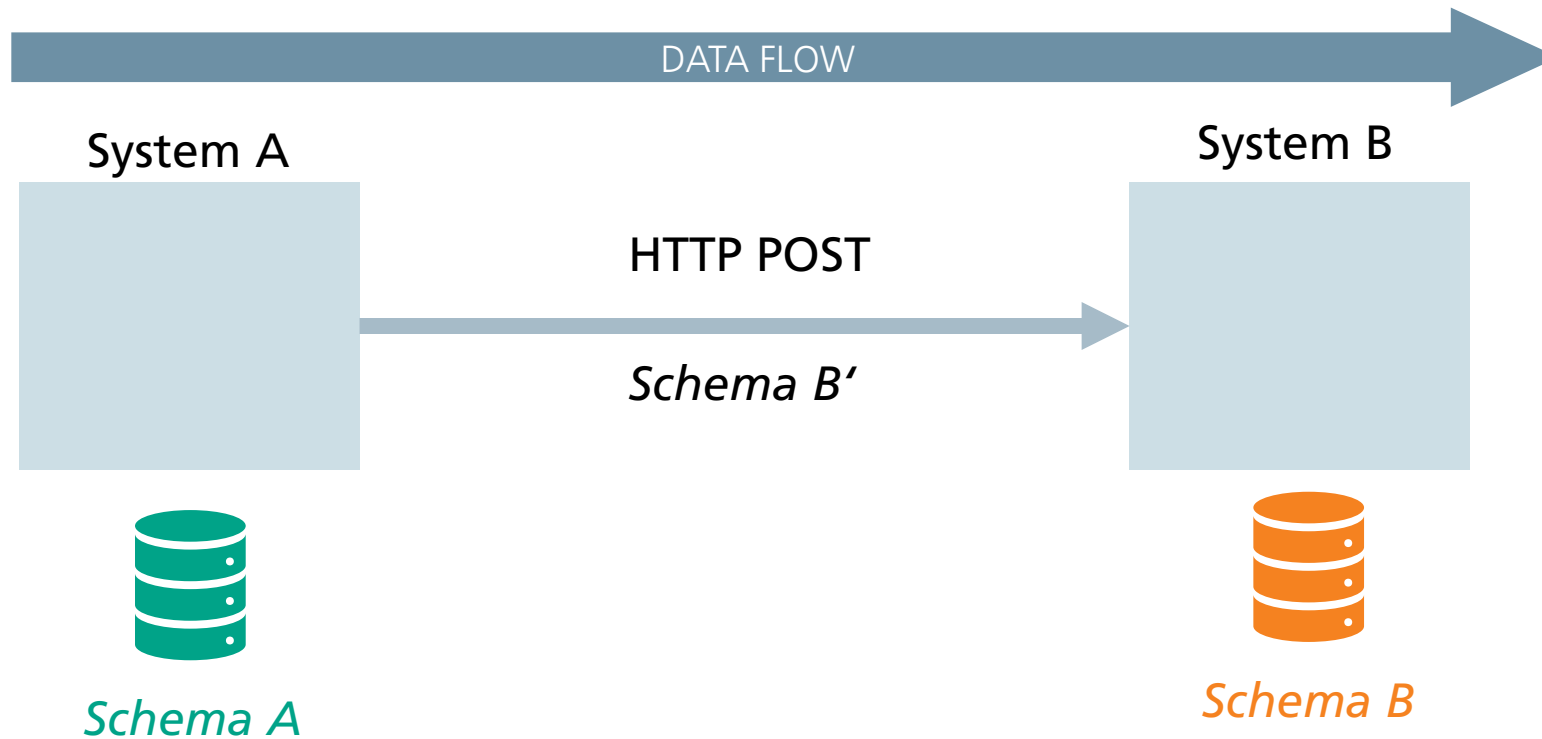 DATA FLOW
System A
System B
HTTP POST
Schema B‘
Schema A
Schema B